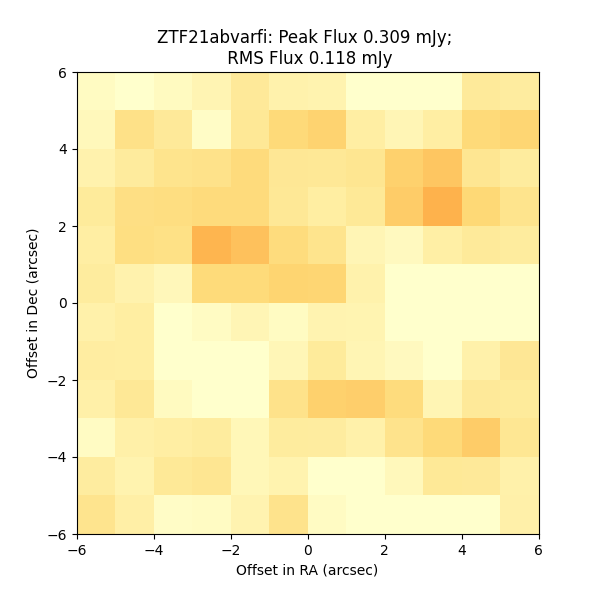 ZTF21abvarfi: Peak Flux 0.309 mJy;
RMS Flux 0.118 mJy
6
4
2
0
−2
−4
−6
Offset in Dec (arcsec)
−6 −4 −2 0 2 4 6
Offset in RA (arcsec)